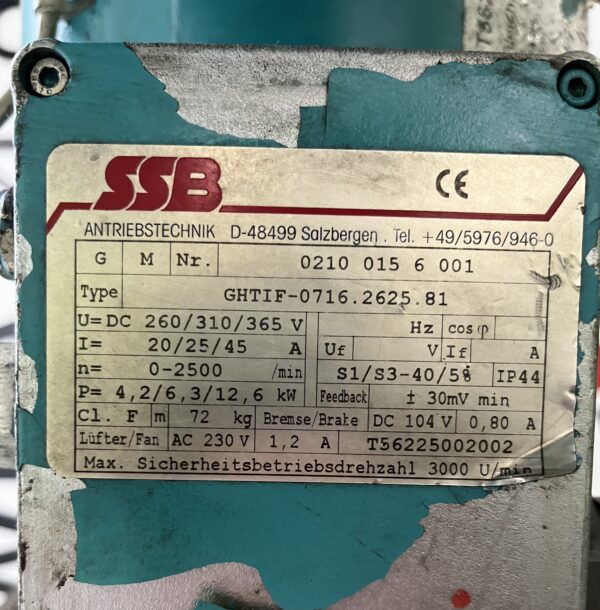 SSB
CE
ANTRIEBSTECHNIK D-48499 Salzbergen . Tel. +49/5976/946-0
G M Nr. 0210 015 6 001
Type GHTIF-0716.2625.81
U= DC 260/310/365 V Hz cos φ
I= 20/25/45 A Uf V If A
n= 0-2500 /min S1/S3-40/5% IP44
P= 4,2/6,3/12,6 kW Feedback ± 30mV min
Cl. F m 72 kg Bremse/Brake DC 104 V 0,80 A
Lüfter/Fan AC 230 V 1,2 A T56225002002
Max. Sicherheitsbetriebsdrehzahl 3000 U/min